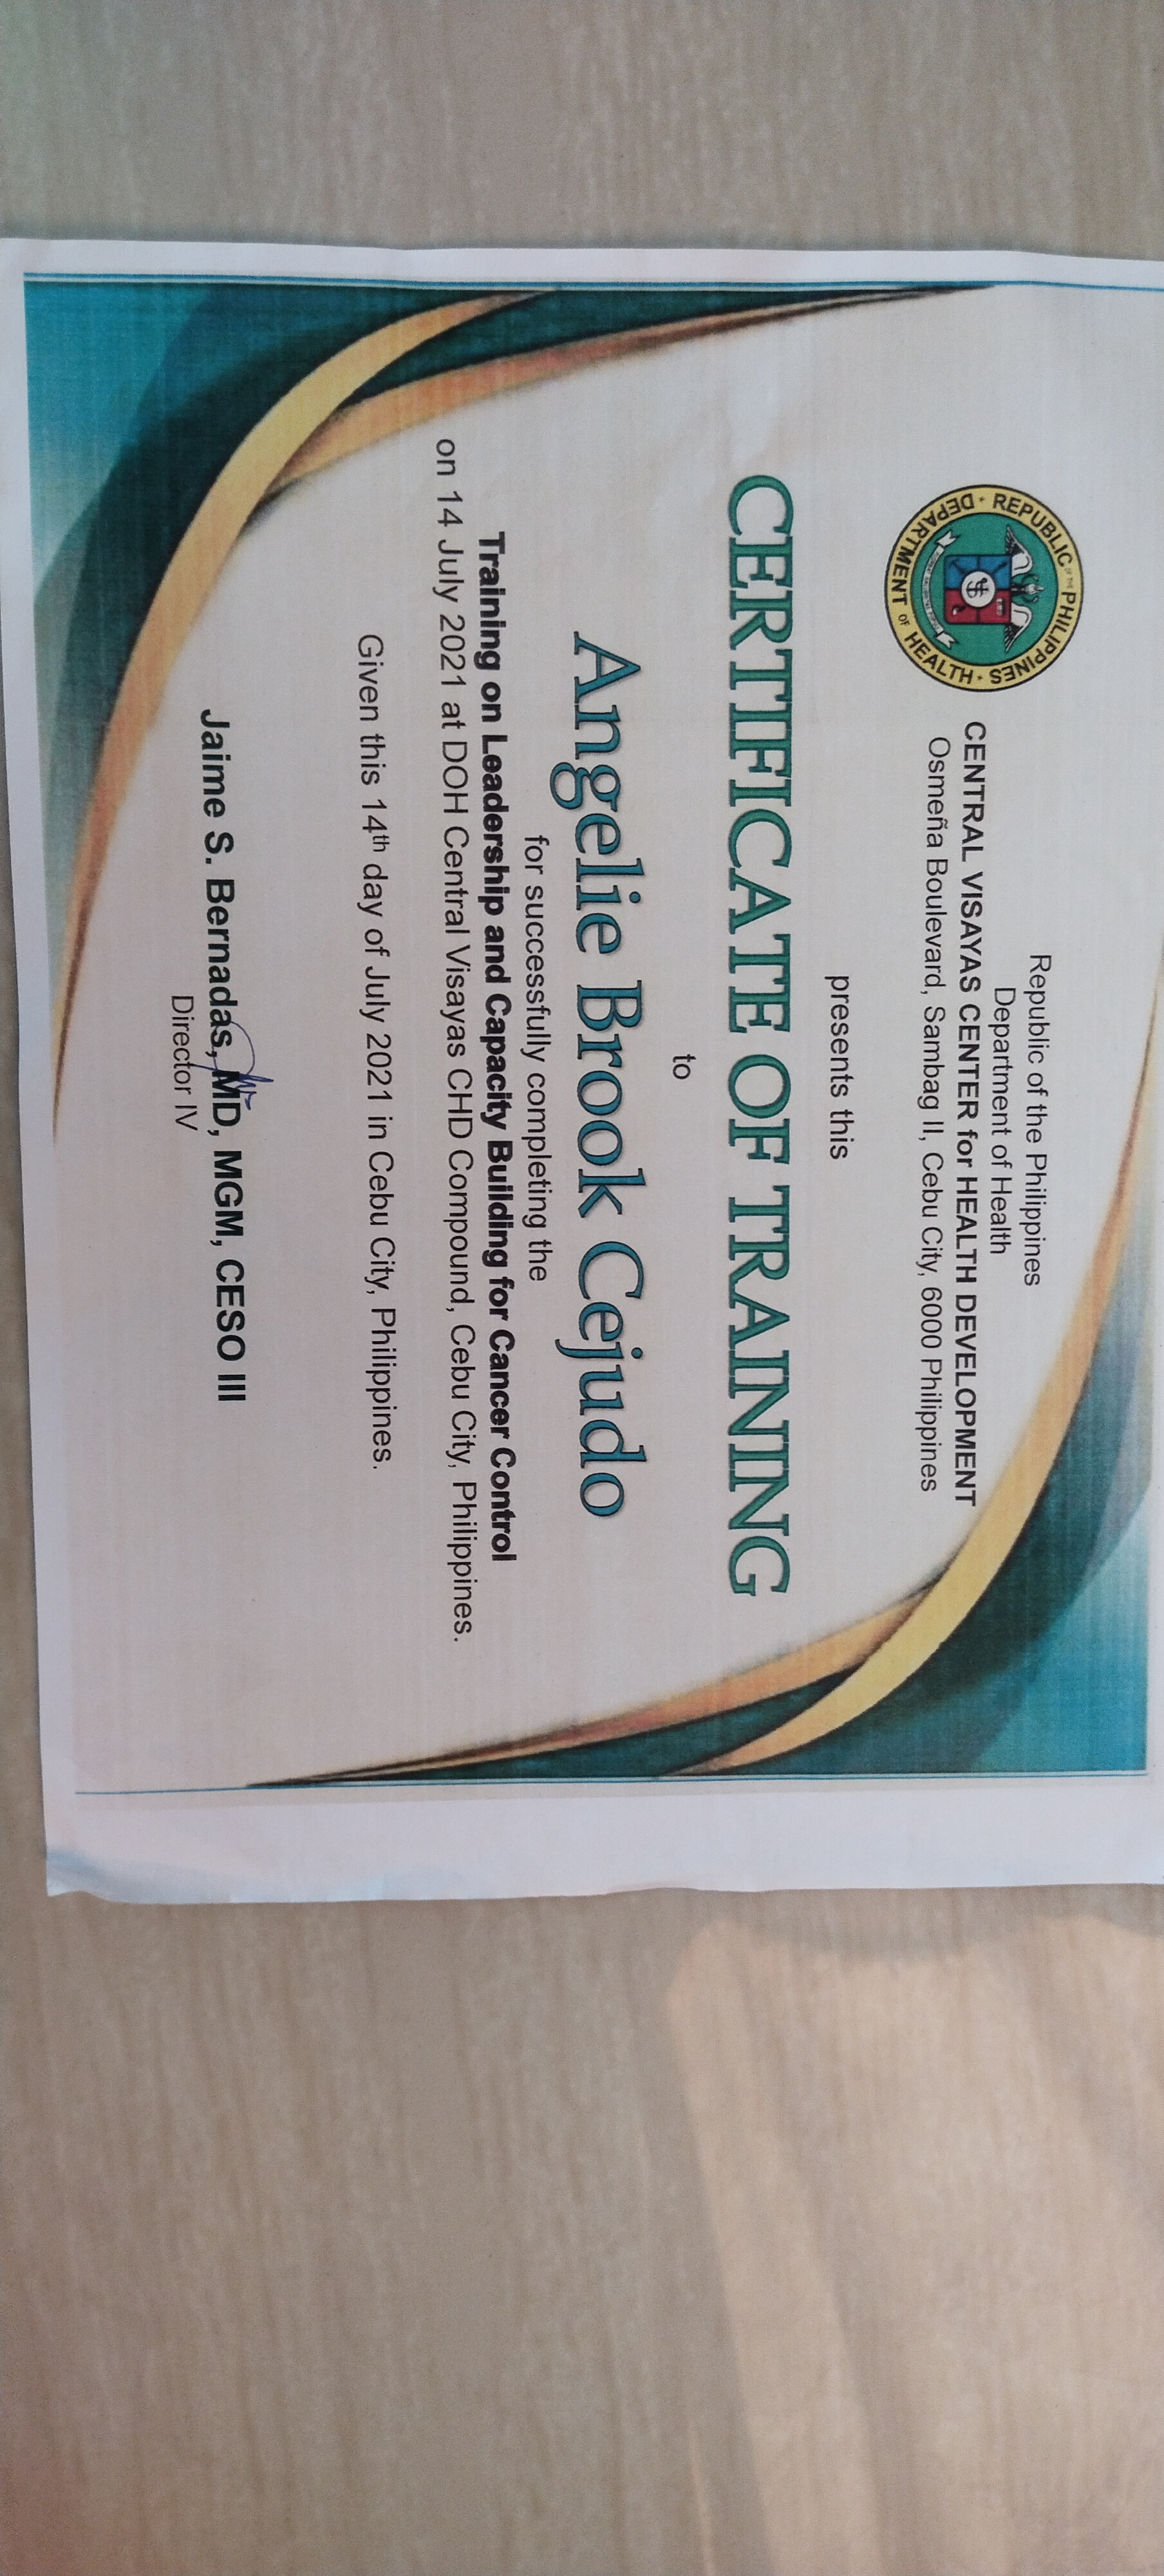 REPUBLIC OF THE PHILIPPINES
DEPARTMENT OF HEALTH
Republic of the Philippines
Department of Health
CENTRAL VISAYAS CENTER for HEALTH DEVELOPMENT
Osmeña Boulevard, Sambag II, Cebu City, 6000 Philippines
presents this
CERTIFICATE OF TRAINING
to
Angelie Brook Cejudo
for successfully completing the
Training on Leadership and Capacity Building for Cancer Control
on 14 July 2021 at DOH Central Visayas CHD Compound, Cebu City, Philippines.
Given this 14th day of July 2021 in Cebu City, Philippines.
Jaime S. Bernadas, MD, MGM, CESO III
Director IV